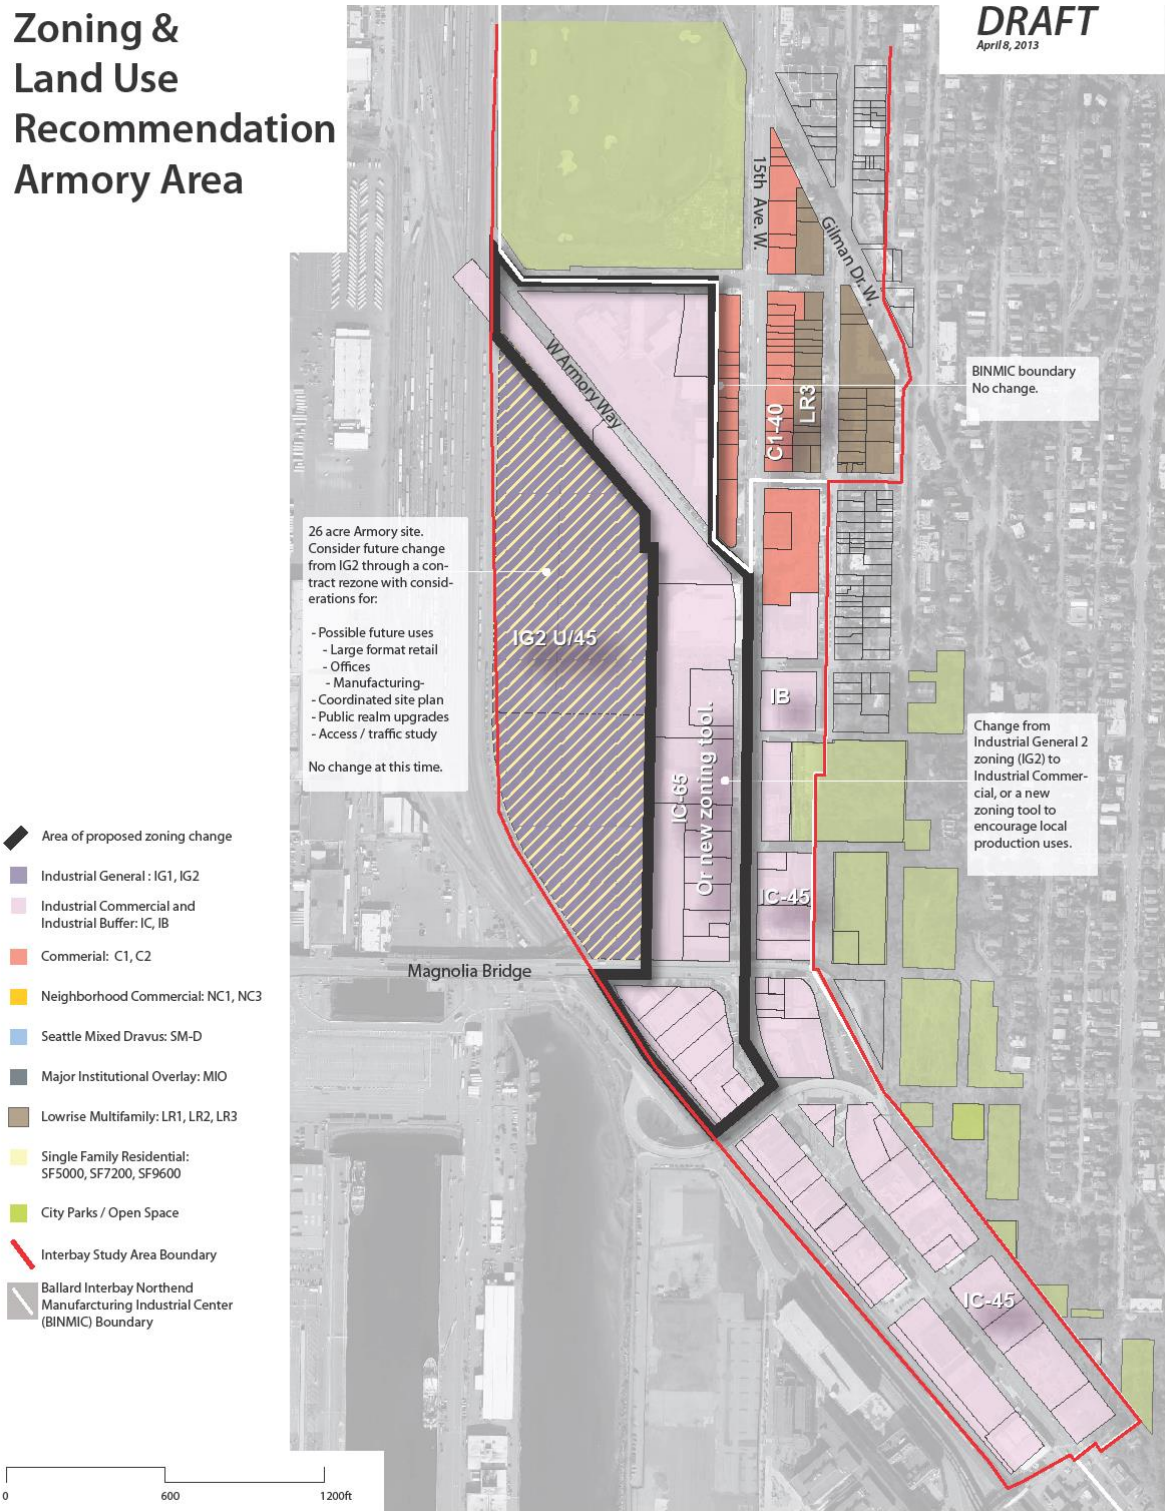 Zoning &
Land Use
Recommendation
Armory Area
DRAFT
April 8, 2013
15th Ave. W.
Gilman Dr. W.
W Armory Way
BINMIC boundary
No change.
C1-40
LR3
26 acre Armory site.
Consider future change
from IG2 through a con-
tract rezone with consid-
erations for:
- Possible future uses
- Large format retail
- Offices
- Manufacturing-
- Coordinated site plan
- Public realm upgrades
- Access / traffic study
No change at this time.
IG2 U/45
IB
IC-65
Or new zoning tool.
Change from
Industrial General 2
zoning (IG2) to
Industrial Commer-
cial, or a new
zoning tool to
encourage local
production uses.
IC-45
Magnolia Bridge
IC-45
Area of proposed zoning change
Industrial General : IG1, IG2
Industrial Commercial and
Industrial Buffer: IC, IB
Commerial: C1, C2
Neighborhood Commercial: NC1, NC3
Seattle Mixed Dravus: SM-D
Major Institutional Overlay: MIO
Lowrise Multifamily: LR1, LR2, LR3
Single Family Residential:
SF5000, SF7200, SF9600
City Parks / Open Space
Interbay Study Area Boundary
Ballard Interbay Northend
Manufarcturing Industrial Center
(BINMIC) Boundary
0 600 1200ft